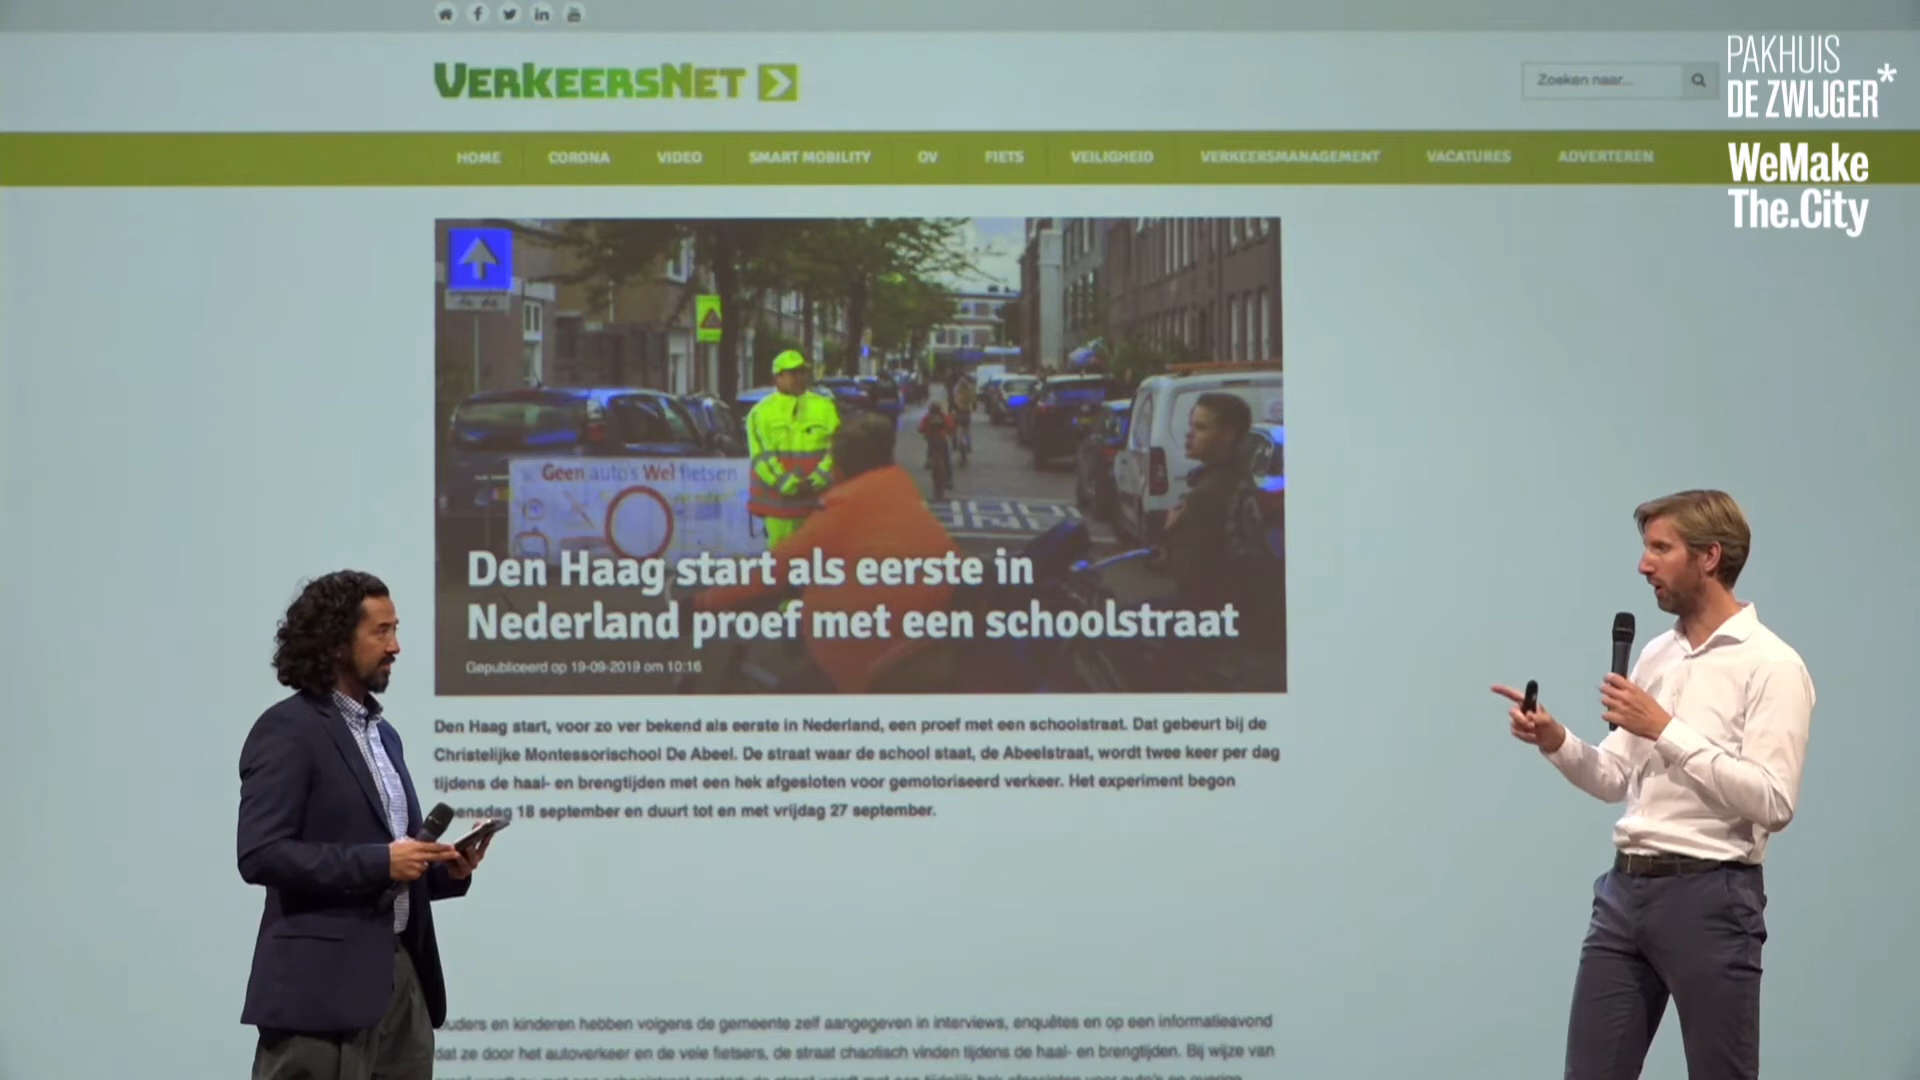 PAKHUIS
DE ZWIJGER*
WeMake
The.City
VERKEERSNET
Zoeken naar...
HOME CORONA VIDEO SMART MOBILITY OV FIETS VEILIGHEID VERKEERSMANAGEMENT VACATURES ADVERTEREN
Geen auto's Wel fietsen
Den Haag start als eerste in
Nederland proef met een schoolstraat
Gepubliceerd op 19-09-2019 om 10:16
Den Haag start, voor zo ver bekend als eerste in Nederland, een proef met een schoolstraat. Dat gebeurt bij de
Christelijke Montessorischool De Abeel. De straat waar de school staat, de Abeelstraat, wordt twee keer per dag
tijdens de haal- en brengtijden met een hek afgesloten voor gemotoriseerd verkeer. Het experiment begon
18 september en duurt tot en met vrijdag 27 september.
ouders en kinderen hebben volgens de gemeente zelf aangegeven in interviews, enquêtes en op een informatieavond
dat ze door het autoverkeer en de vele fietsers, de straat chaotisch vinden tijdens de haal- en brengtijden. Bij wijze van